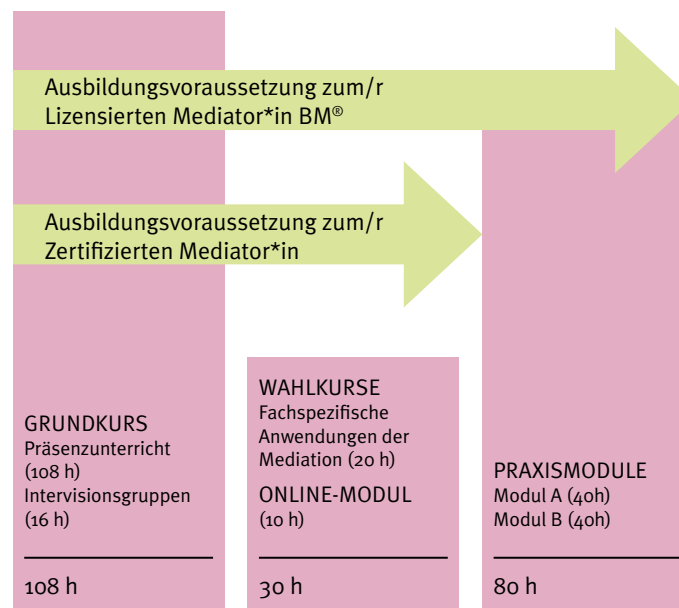 Ausbildungsvoraussetzung zum/r
Lizensierten Mediator*in BM®
Ausbildungsvoraussetzung zum/r
Zertifizierten Mediator*in
GRUNDKURS
Präsenzunterricht
(108 h)
Intervisionsgruppen
(16 h)
108 h
WAHLKURSE
Fachspezifische
Anwendungen der
Mediation (20 h)
ONLINE-MODUL
(10 h)
30 h
PRAXISMODULE
Modul A (40h)
Modul B (40h)
80 h